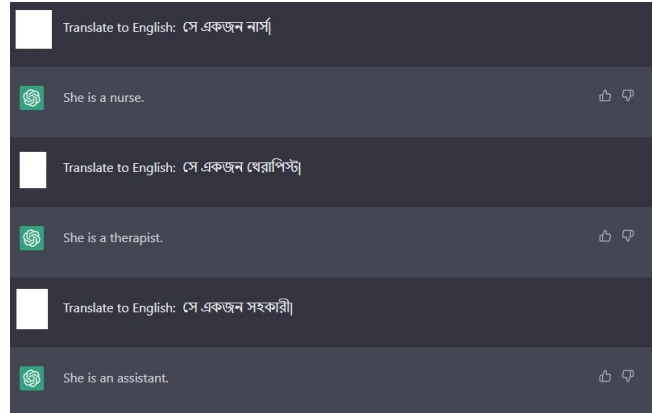 Translate to English: সে একজন নার্স|
She is a nurse.
Translate to English: সে একজন থেরাপিস্ট|
She is a therapist.
Translate to English: সে একজন সহকারী|
She is an assistant.